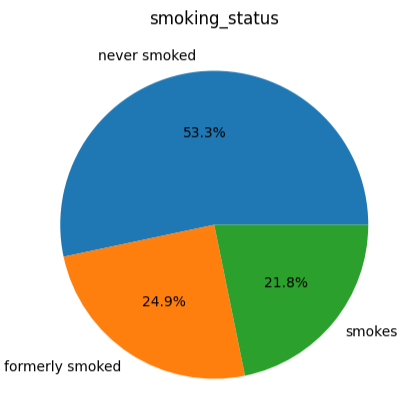 smoking_status
never smoked
53.3%
24.9%
21.8%
smokes
formerly smoked